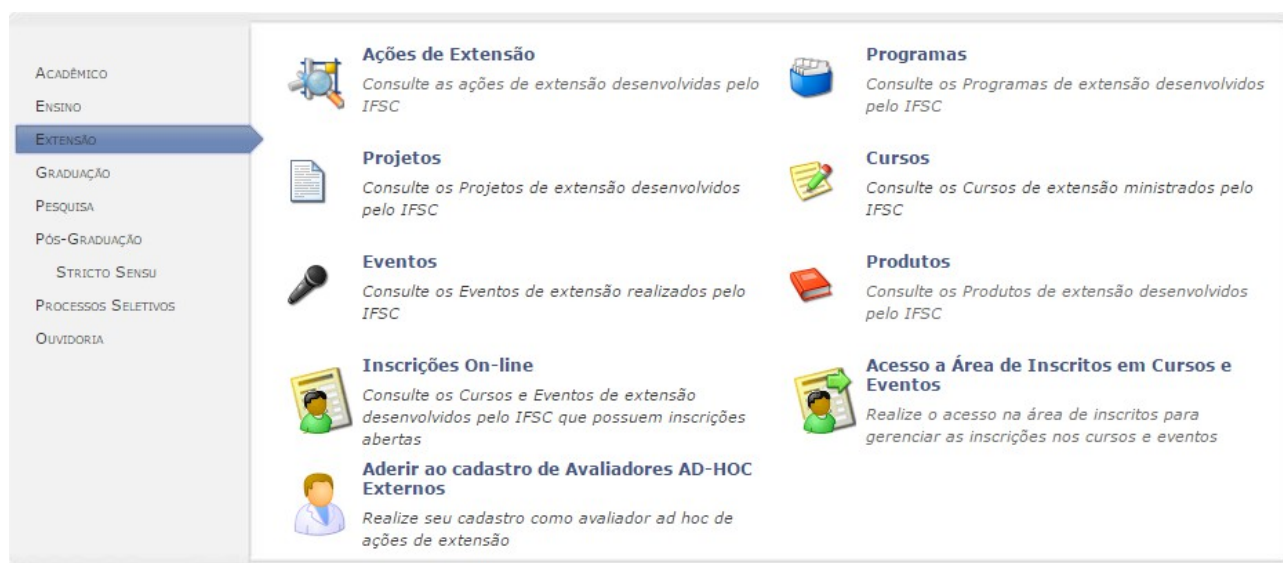 Acadêmico
Ensino
Extensão
Graduação
Pesquisa
Pós-Graduação
Stricto Sensu
Processos Seletivos
Ouvidoria
Ações de Extensão
Consulte as ações de extensão desenvolvidas pelo
IFSC
Programas
Consulte os Programas de extensão desenvolvidos
pelo IFSC
Projetos
Consulte os Projetos de extensão desenvolvidos
pelo IFSC
Cursos
Consulte os Cursos de extensão ministrados pelo
IFSC
Eventos
Consulte os Eventos de extensão realizados pelo
IFSC
Produtos
Consulte os Produtos de extensão desenvolvidos
pelo IFSC
Inscrições On-line
Consulte os Cursos e Eventos de extensão
desenvolvidos pelo IFSC que possuem inscrições
abertas
Acesso a Área de Inscritos em Cursos e
Eventos
Realize o acesso na área de inscritos para
gerenciar as inscrições nos cursos e eventos
Aderir ao cadastro de Avaliadores AD-HOC
Externos
Realize seu cadastro como avaliador ad hoc de
ações de extensão